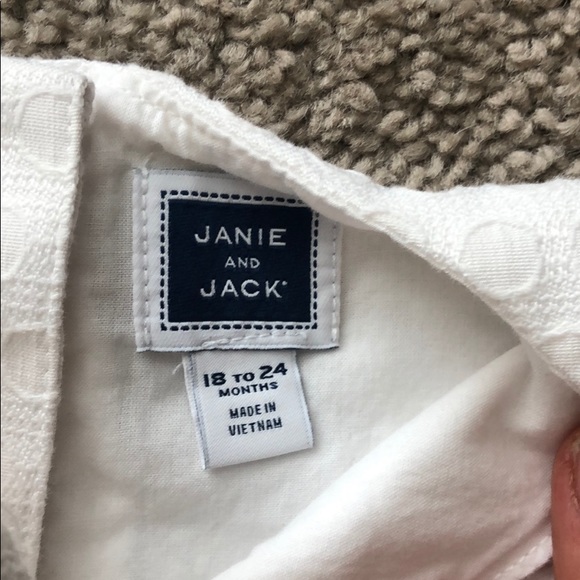 JANIE
AND
JACK
18 TO 24
MONTHS
MADE IN
VIETNAM